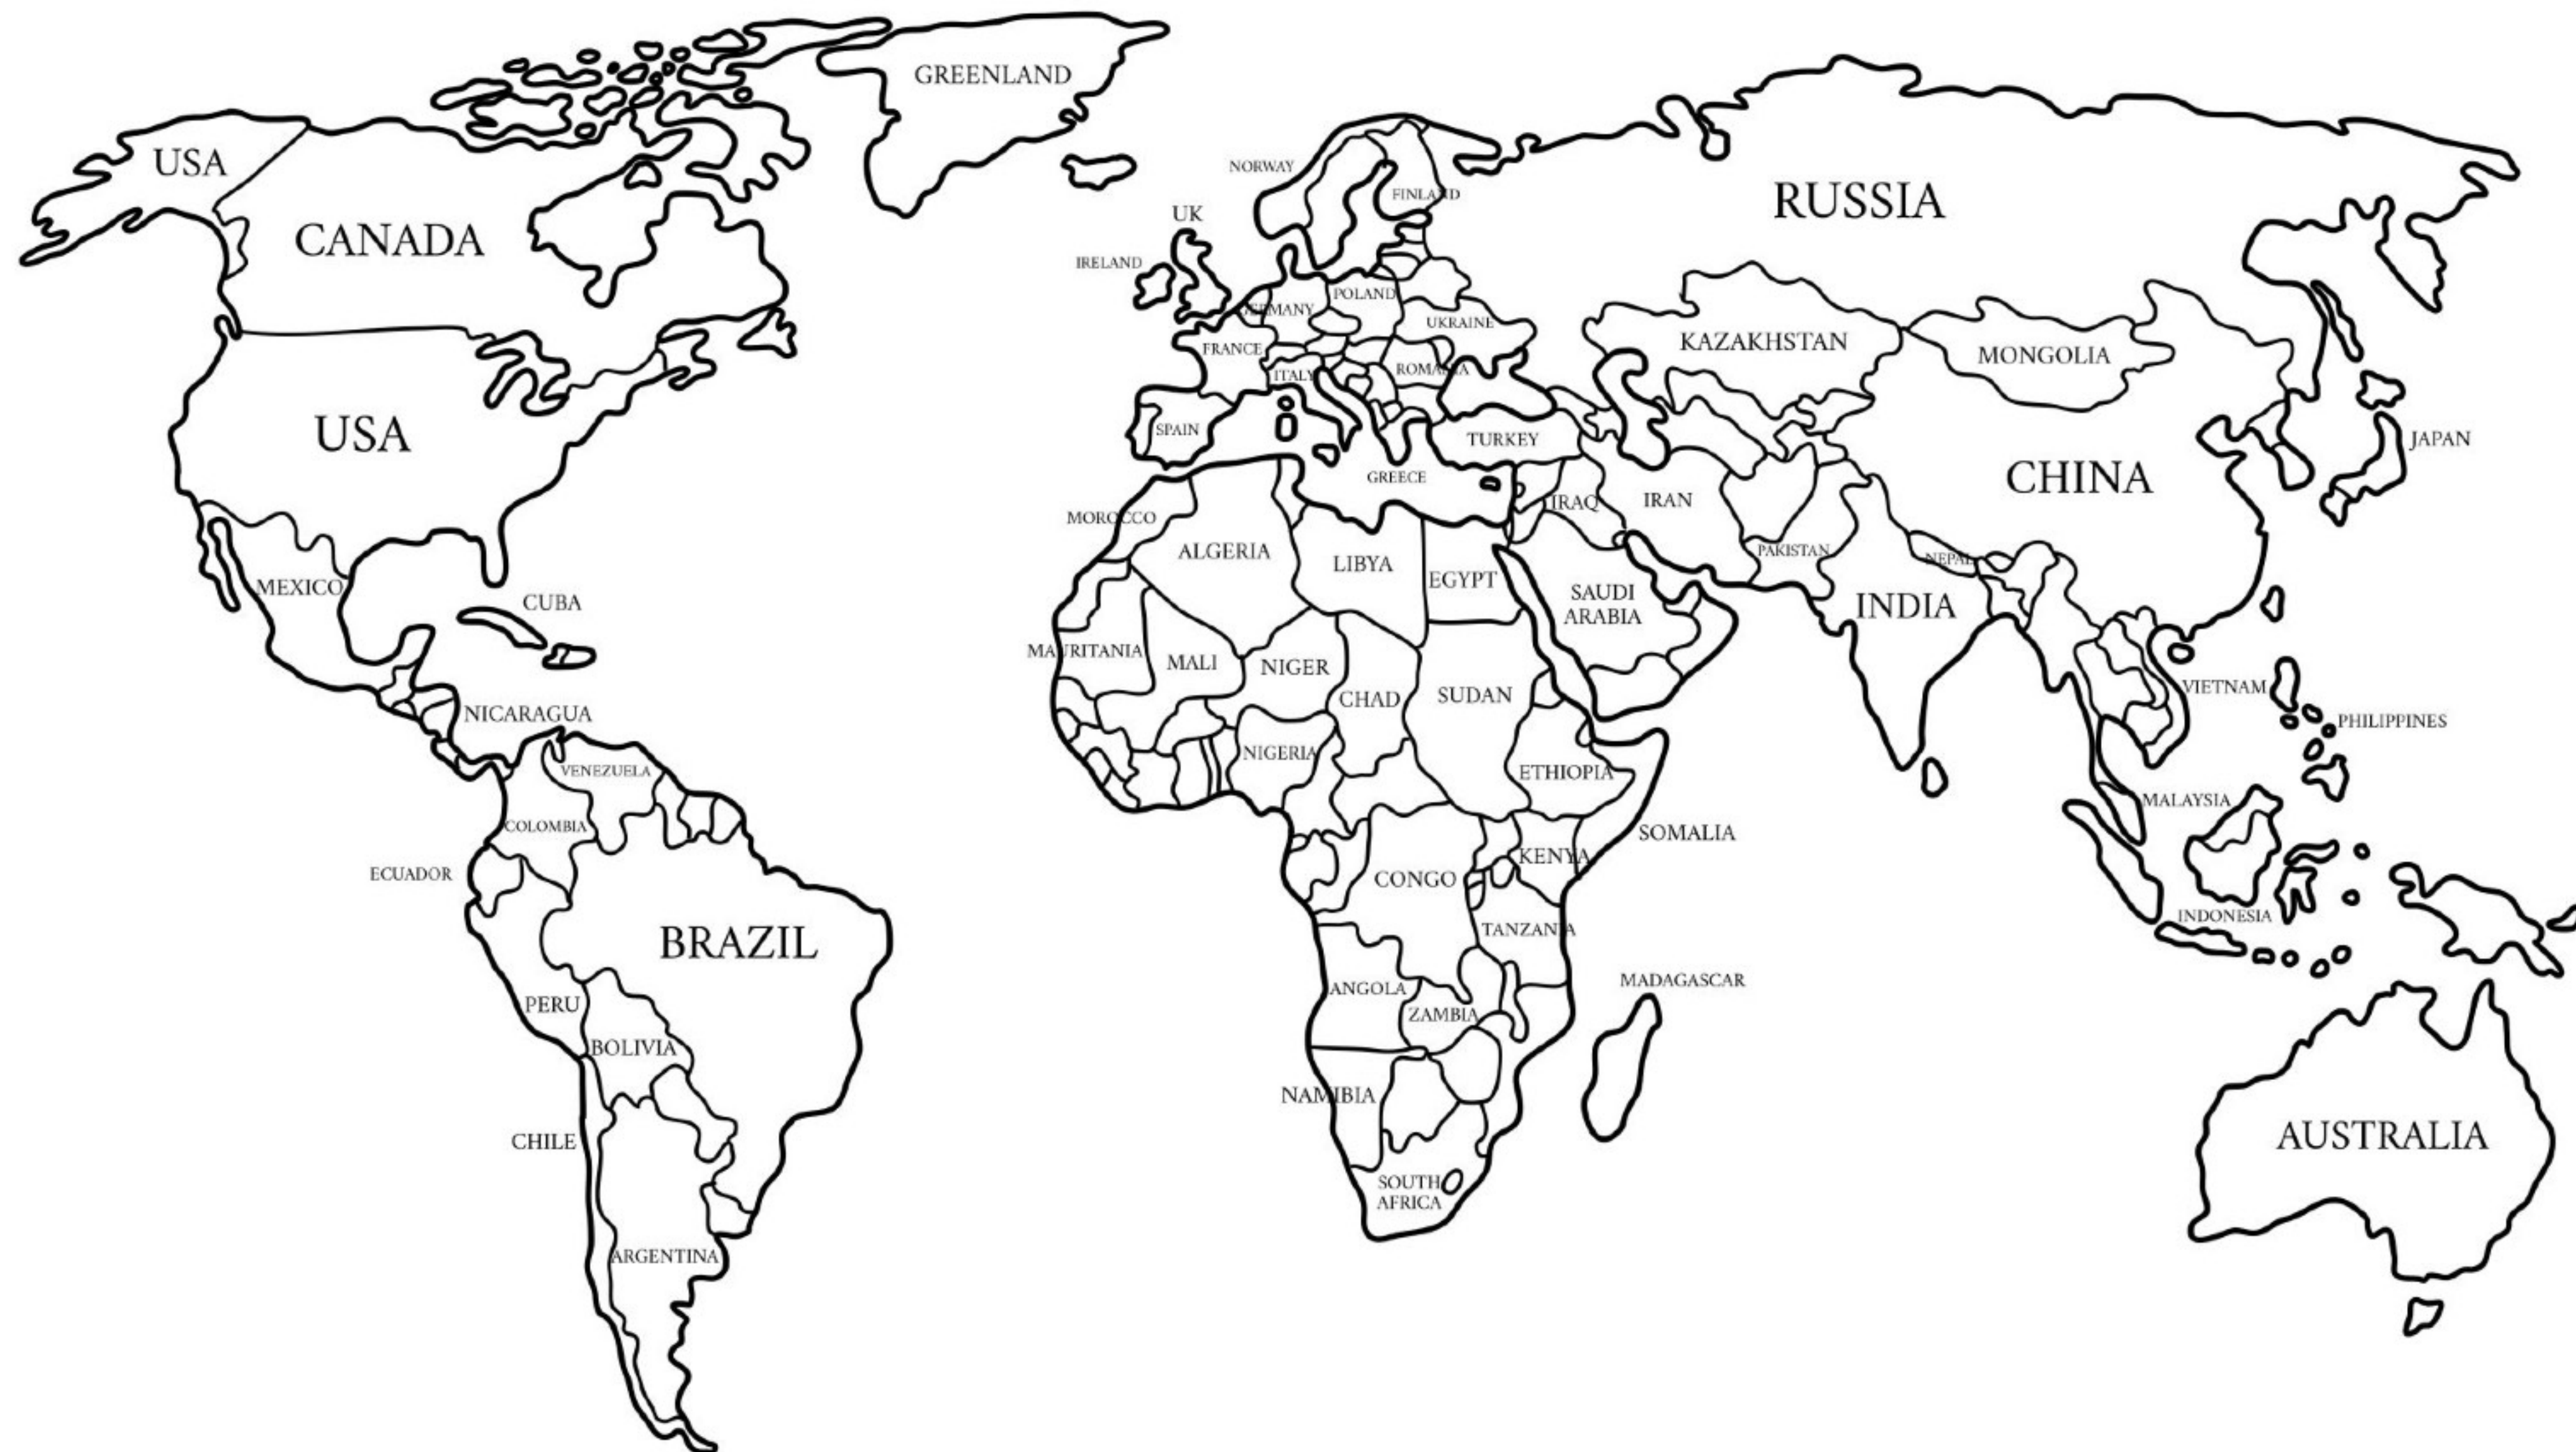 GREENLAND
USA
CANADA
USA
MEXICO
CUBA
NICARAGUA
VENEZUELA
COLOMBIA
ECUADOR
BRAZIL
PERU
BOLIVIA
CHILE
ARGENTINA
NORWAY
FINLAND
UK
IRELAND
GERMANY
POLAND
UKRAINE
FRANCE
ITALY
ROMANIA
SPAIN
TURKEY
GREECE
RUSSIA
KAZAKHSTAN
MONGOLIA
CHINA
JAPAN
IRAQ
IRAN
PAKISTAN
NEPAL
INDIA
SAUDI
ARABIA
MOROCCO
ALGERIA
LIBYA
EGYPT
MAURITANIA
MALI
NIGER
CHAD
SUDAN
NIGERIA
ETHIOPIA
SOMALIA
KENYA
CONGO
TANZANIA
ANGOLA
ZAMBIA
MADAGASCAR
NAMIBIA
SOUTH
AFRICA
VIETNAM
PHILIPPINES
MALAYSIA
INDONESIA
AUSTRALIA